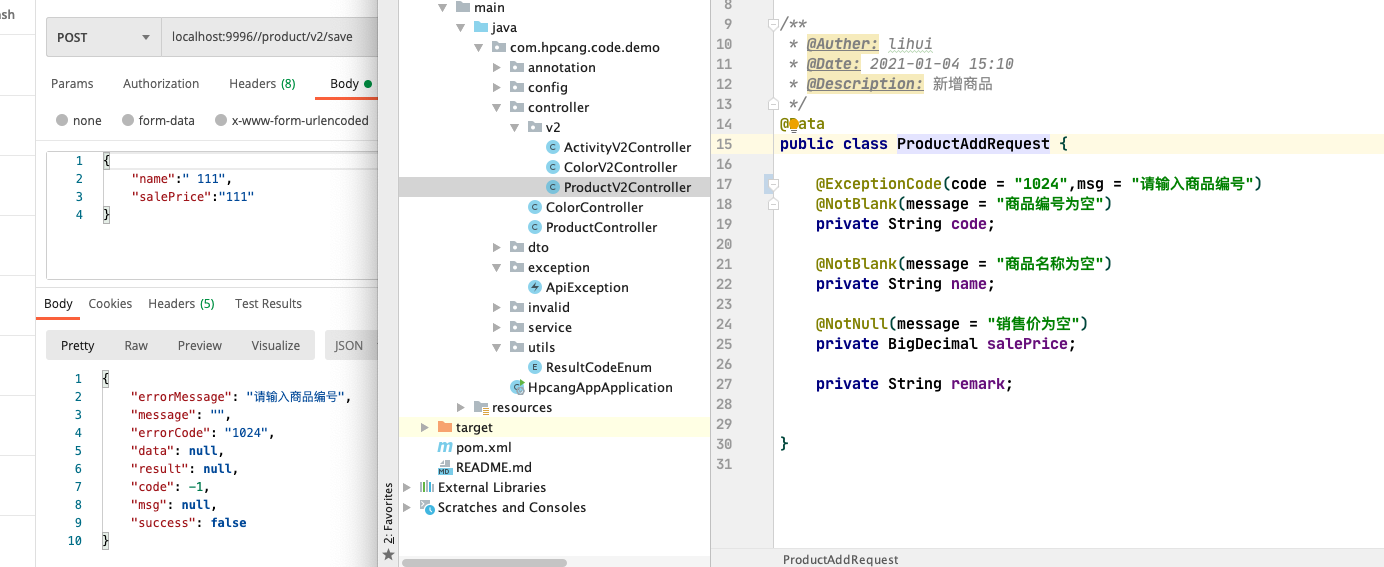 ash
POST
localhost:9996//product/v2/save
Params
Authorization
Headers (8)
Body
none
form-data
x-www-form-urlencoded
1 {
2 "name":" 111",
3 "salePrice":"111"
4 }
Body
Cookies
Headers (5)
Test Results
Pretty
Raw
Preview
Visualize
JSON
1 {
2 "errorMessage": "请输入商品编号",
3 "message": "",
4 "errorCode": "1024",
5 "data": null,
6 "result": null,
7 "code": -1,
8 "msg": null,
9 "success": false
10 }
main
java
com.hpcang.code.demo
annotation
config
controller
v2
C ActivityV2Controller
C ColorV2Controller
C ProductV2Controller
C ColorController
C ProductController
dto
exception
ApiException
invalid
service
utils
E ResultCodeEnum
C HpcangAppApplication
resources
target
m pom.xml
MD README.md
External Libraries
Scratches and Consoles
2: Favorites
8
9 /**
10 * @Auther: lihui
11 * @Date: 2021-01-04 15:10
12 * @Description: 新增商品
13 */
14 @Data
15 public class ProductAddRequest {
16
17 @ExceptionCode(code = "1024",msg = "请输入商品编号")
18 @NotBlank(message = "商品编号为空")
19 private String code;
20
21 @NotBlank(message = "商品名称为空")
22 private String name;
23
24 @NotNull(message = "销售价为空")
25 private BigDecimal salePrice;
26
27 private String remark;
28
29
30 }
31
ProductAddRequest